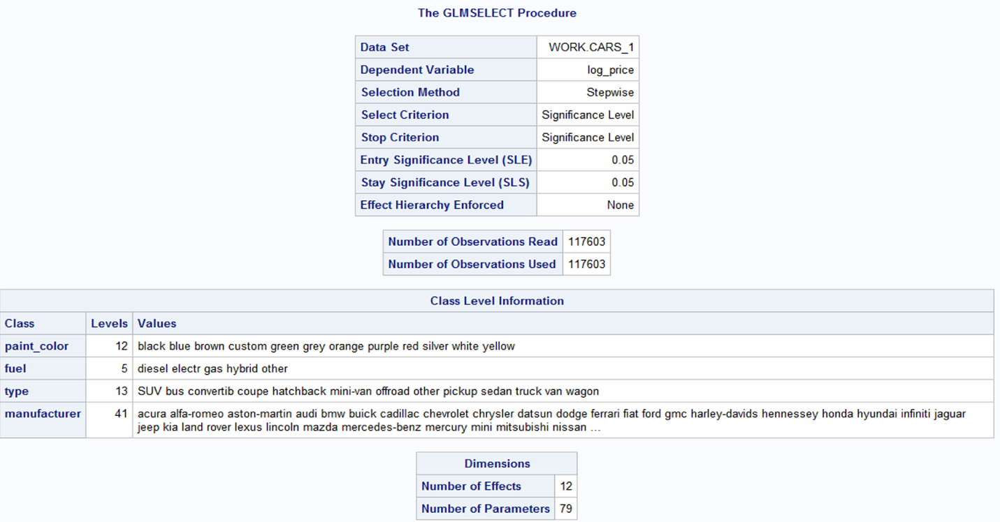 The GLMSELECT Procedure
Data Set WORK.CARS_1
Dependent Variable log_price
Selection Method Stepwise
Select Criterion Significance Level
Stop Criterion Significance Level
Entry Significance Level (SLE) 0.05
Stay Significance Level (SLS) 0.05
Effect Hierarchy Enforced None
Number of Observations Read 117603
Number of Observations Used 117603
Class Level Information
Class Levels Values
paint_color 12 black blue brown custom green grey orange purple red silver white yellow
fuel 5 diesel electr gas hybrid other
type 13 SUV bus convertib coupe hatchback mini-van offroad other pickup sedan truck van wagon
manufacturer 41 acura alfa-romeo aston-martin audi bmw buick cadillac chevrolet chrysler datsun dodge ferrari fiat ford gmc harley-davids hennessey honda hyundai infiniti jaguar
jeep kia land rover lexus lincoln mazda mercedes-benz mercury mini mitsubishi nissan ...
Dimensions
Number of Effects 12
Number of Parameters 79